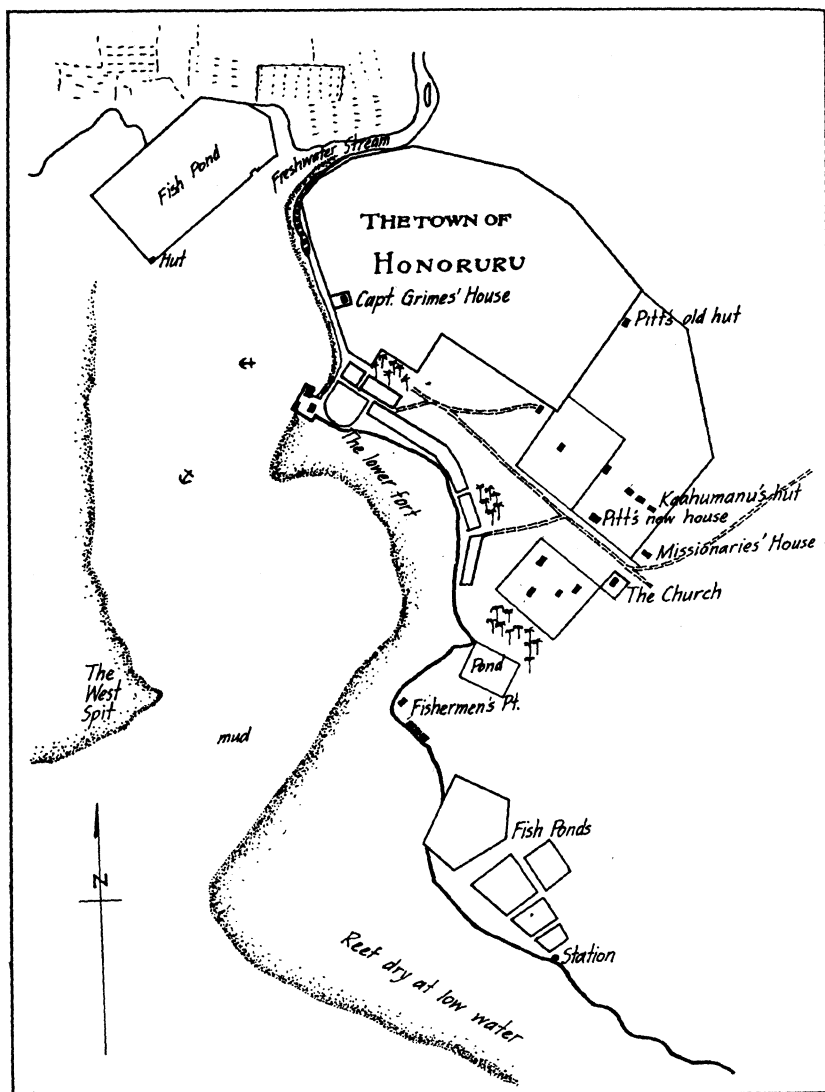 Fish Pond
Freshwater Stream
Hut
THE TOWN OF
HONORURU
Capt. Grimes' House
Pitt's old hut
The lower fort
Kaahumanu's hut
Pitt's new house
Missionaries' House
The Church
The
West
Spit
Pond
Fishermen's Pt.
mud
Fish Ponds
N
Reef dry at low water
Station